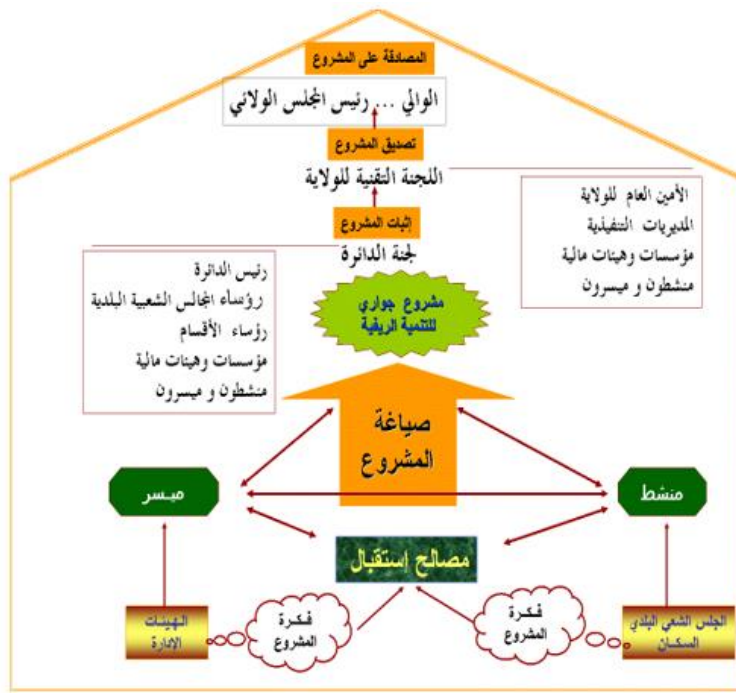 المصادقة على المشروع
الوالي ... رئيس المجلس الولائي
تصديق المشروع
اللجنة التقنية للولاية
إثبات المشروع
لجنة الدائرة
الأمين العام للولاية
المديريات التنفيذية
مؤسسات وهيئات مالية
منشطون و ميسرون
رئيس الدائرة
رؤساء المجالس الشعبية البلدية
رؤساء الأقسام
مؤسسات وهيئات مالية
منشطون و ميسرون
مشروع جواري
للتنمية الريفية
صياغة
المشروع
منشط
ميسر
مصالح استقبال
المجلس الشعبي البلدي
السكان
فكرة
المشروع
فكرة
المشروع
الهيئات
الإدارة